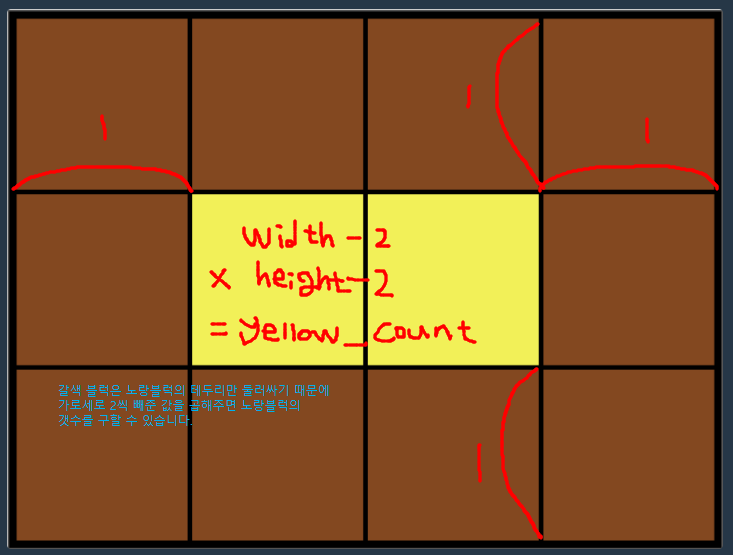 1
1
1
width - 2
x height - 2
= yellow_count
갈색 블럭은 노랑블럭의 테두리만 둘러싸기 때문에
가로세로 2씩 빼준 값을 곱해주면 노랑블럭의
갯수를 구할 수 있습니다.
1